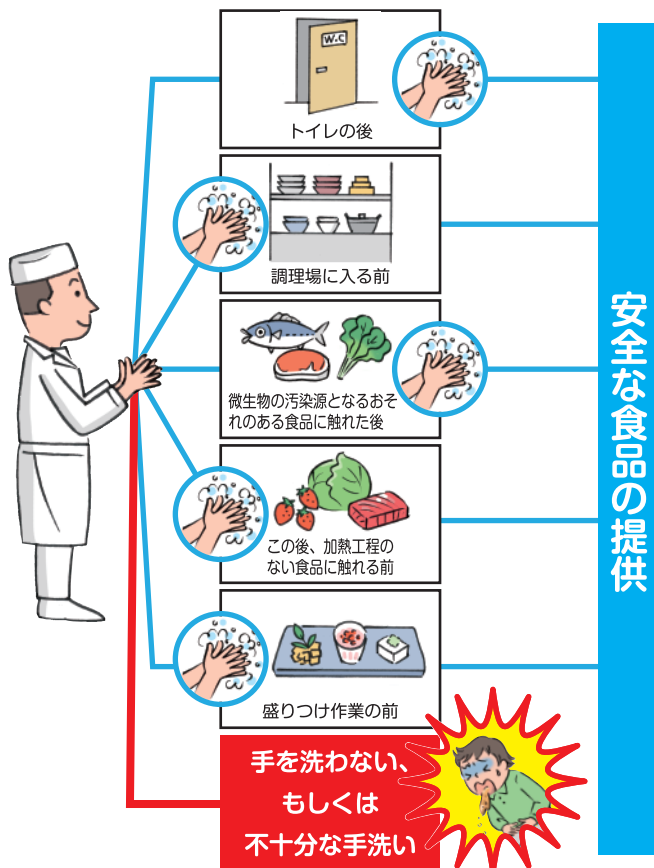 W.C
トイレの後
調理場に入る前
微生物の汚染源となるおそ
れのある食品に触れた後
この後、加熱工程の
ない食品に触れる前
盛りつけ作業の前
手を洗わない、
もしくは
不十分な手洗い
安全な食品の提供